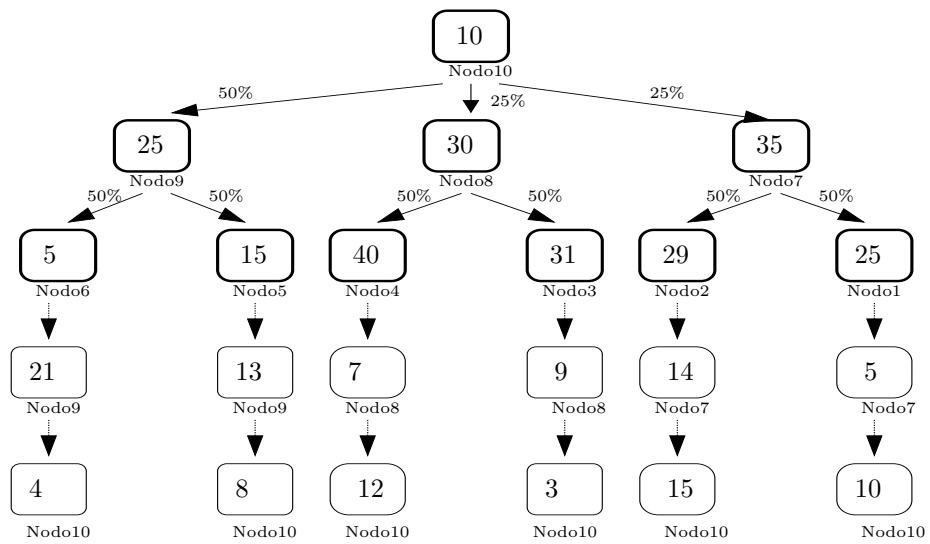 10
Nodo10
50% 25% 25%
25 30 35
Nodo9 Nodo8 Nodo7
50% 50% 50% 50% 50% 50%
5 15 40 31 29 25
Nodo6 Nodo5 Nodo4 Nodo3 Nodo2 Nodo1
21 13 7 9 14 5
Nodo9 Nodo9 Nodo8 Nodo8 Nodo7 Nodo7
4 8 12 3 15 10
Nodo10 Nodo10 Nodo10 Nodo10 Nodo10 Nodo10